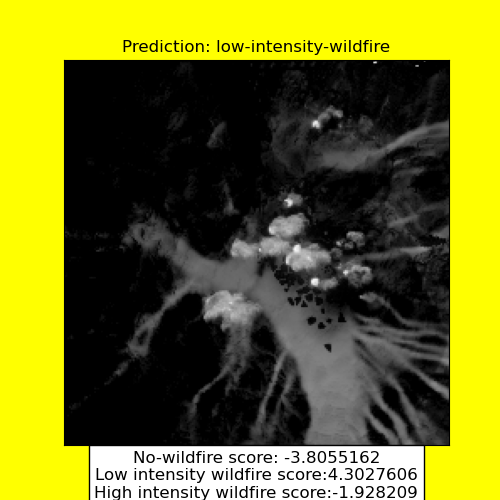 Prediction: low-intensity-wildfire
No-wildfire score: -3.8055162
Low intensity wildfire score:4.3027606
High intensity wildfire score:-1.928209